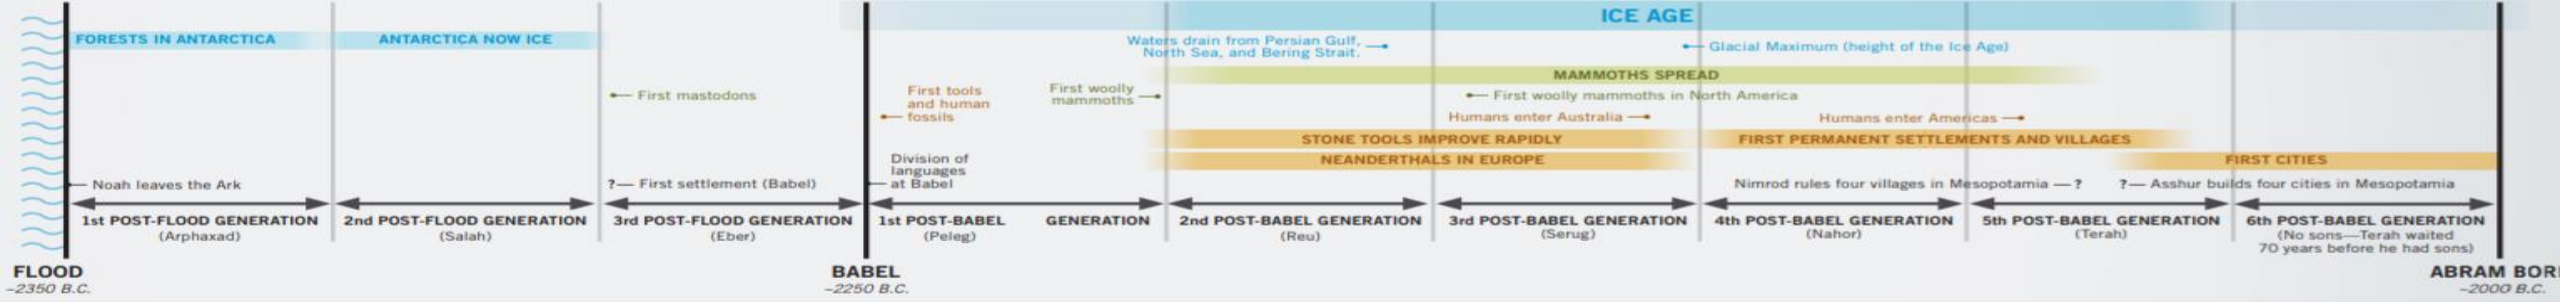 ICE AGE
FORESTS IN ANTARCTICA
ANTARCTICA NOW ICE
Waters drain from Persian Gulf,
North Sea, and Bering Strait.
Glacial Maximum (height of the Ice Age)
MAMMOTHS SPREAD
First mastodons
First tools
and human
fossils
First woolly
mammoths
First woolly mammoths in North America
Humans enter Australia
Humans enter Americas
STONE TOOLS IMPROVE RAPIDLY
FIRST PERMANENT SETTLEMENTS AND VILLAGES
NEANDERTHALS IN EUROPE
FIRST CITIES
Noah leaves the Ark
?— First settlement (Babel)
Division of
languages
at Babel
Nimrod rules four villages in Mesopotamia —?
?— Asshur builds four cities in Mesopotamia
1st POST-FLOOD GENERATION
(Arphaxad)
2nd POST-FLOOD GENERATION
(Salah)
3rd POST-FLOOD GENERATION
(Eber)
1st POST-BABEL GENERATION
(Peleg)
2nd POST-BABEL GENERATION
(Reu)
3rd POST-BABEL GENERATION
(Serug)
4th POST-BABEL GENERATION
(Nahor)
5th POST-BABEL GENERATION
(Terah)
6th POST-BABEL GENERATION
(No sons—Terah waited
70 years before he had sons)
FLOOD
~2350 B.C.
BABEL
~2250 B.C.
ABRAM BOR
~2000 B.C.